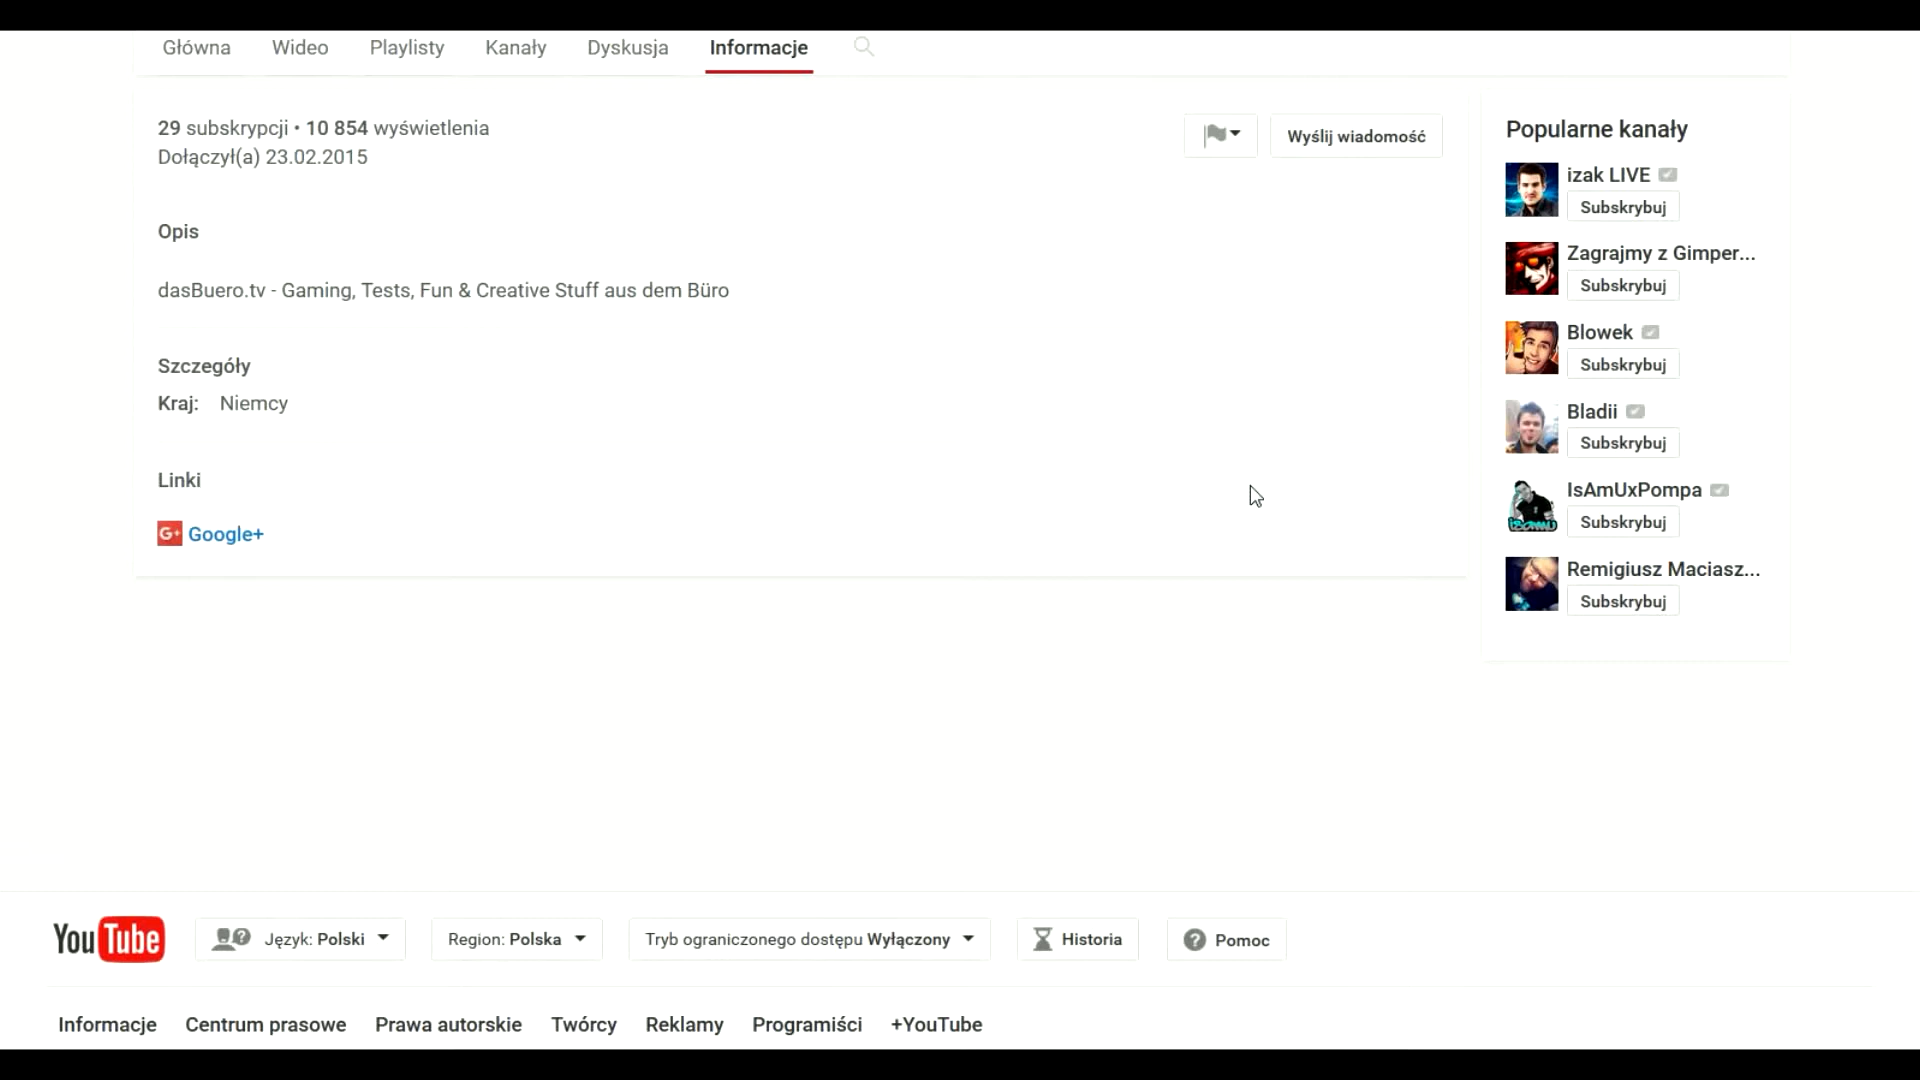 Główna Wideo Playlisty Kanały Dyskusja Informacje
29 subskrypcji • 10 854 wyświetlenia
Dołączył(a) 23.02.2015
Wyślij wiadomość
Opis
dasBuero.tv - Gaming, Tests, Fun & Creative Stuff aus dem Büro
Szczegóły
Kraj: Niemcy
Linki
G+ Google+
Popularne kanały
izak LIVE
Subskrybuj
Zagrajmy z Gimper...
Subskrybuj
Blowek
Subskrybuj
Bladii
Subskrybuj
IsAmUxPompa
Subskrybuj
Remigiusz Maciasz...
Subskrybuj
YouTube Język: Polski Region: Polska Tryb ograniczonego dostępu Wyłączony Historia ? Pomoc
Informacje Centrum prasowe Prawa autorskie Twórcy Reklamy Programiści +YouTube